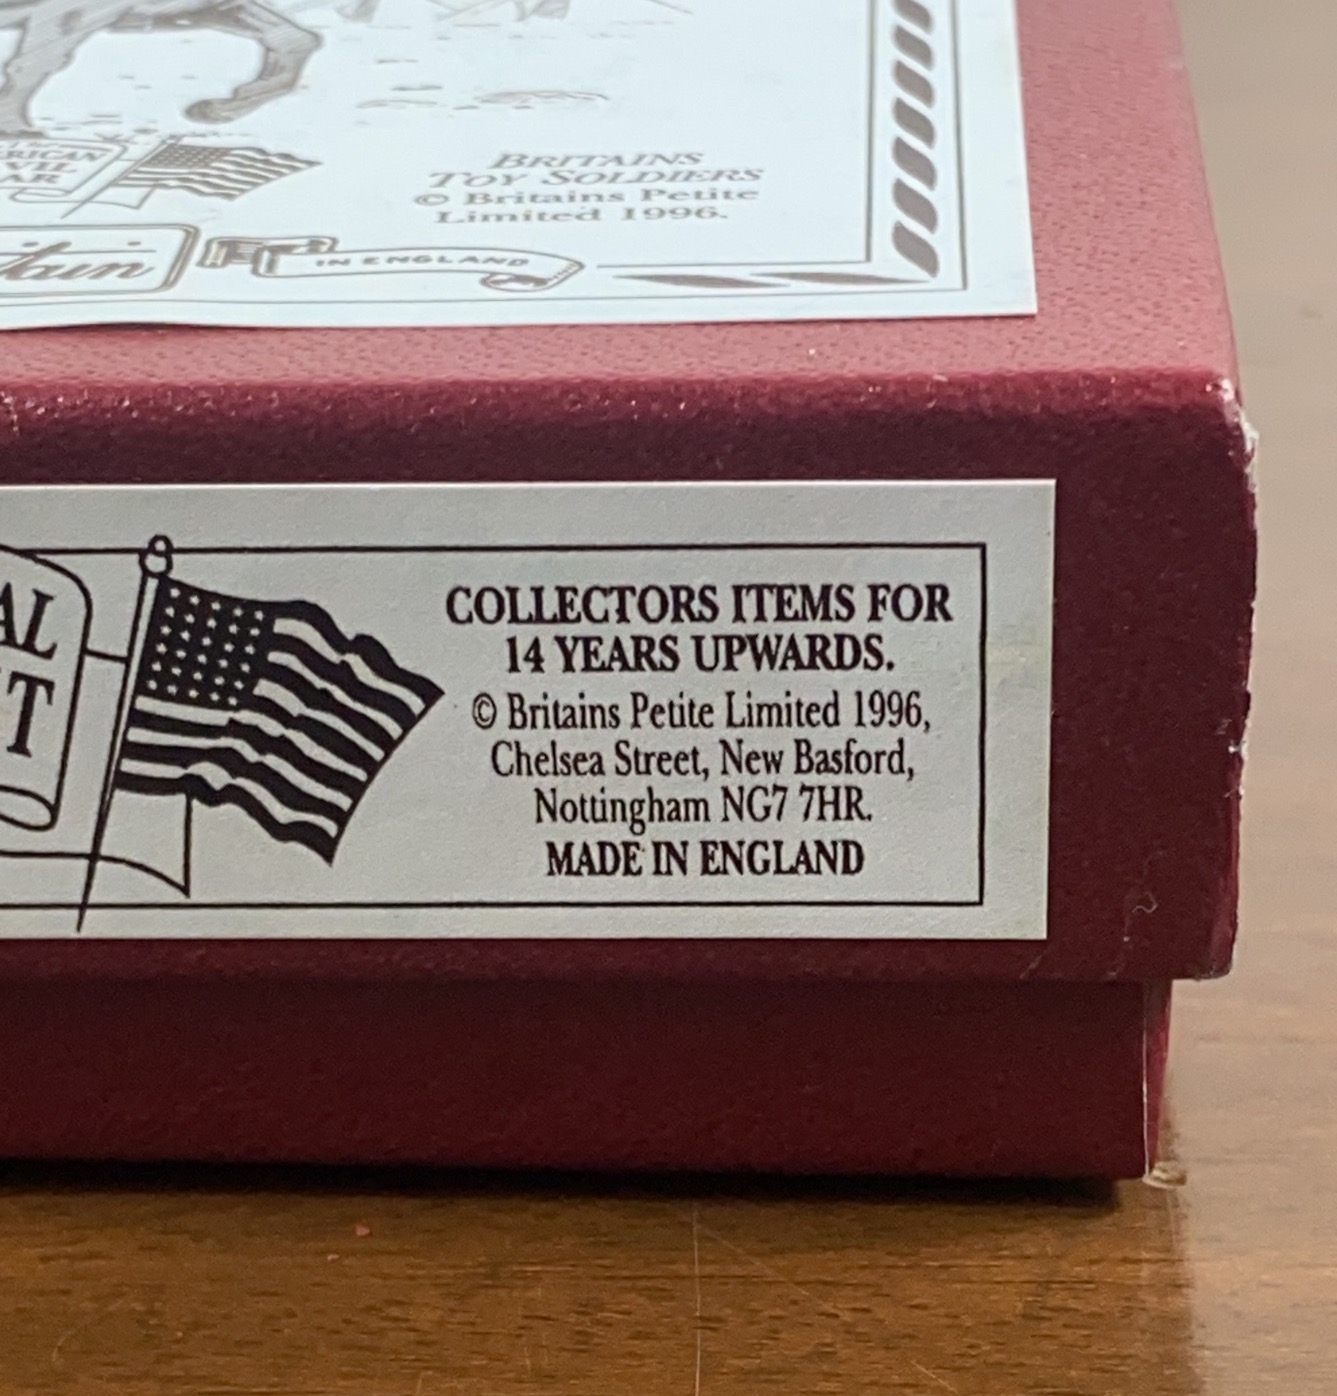 BRITAINS
TOY SOLDIERS
© Britains Petite
Limited 1996.
IN ENGLAND
COLLECTORS ITEMS FOR
14 YEARS UPWARDS.
© Britains Petite Limited 1996,
Chelsea Street, New Basford,
Nottingham NG7 7HR.
MADE IN ENGLAND